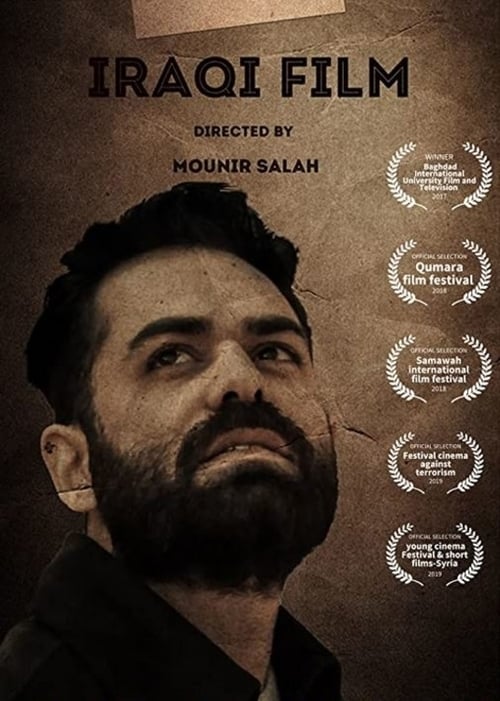 IRAQI FILM
DIRECTED BY
MOUNIR SALAH
WINNER
Baghdad
International
University Film and
Television
2017
OFFICIAL SELECTION
Qumara
film festival
2018
OFFICIAL SELECTION
Samawah
international
film festival
2018
OFFICIAL SELECTION
Festival cinema
against
terrorism
2019
OFFICIAL SELECTION
young cinema
Festival & short
films-Syria
2019